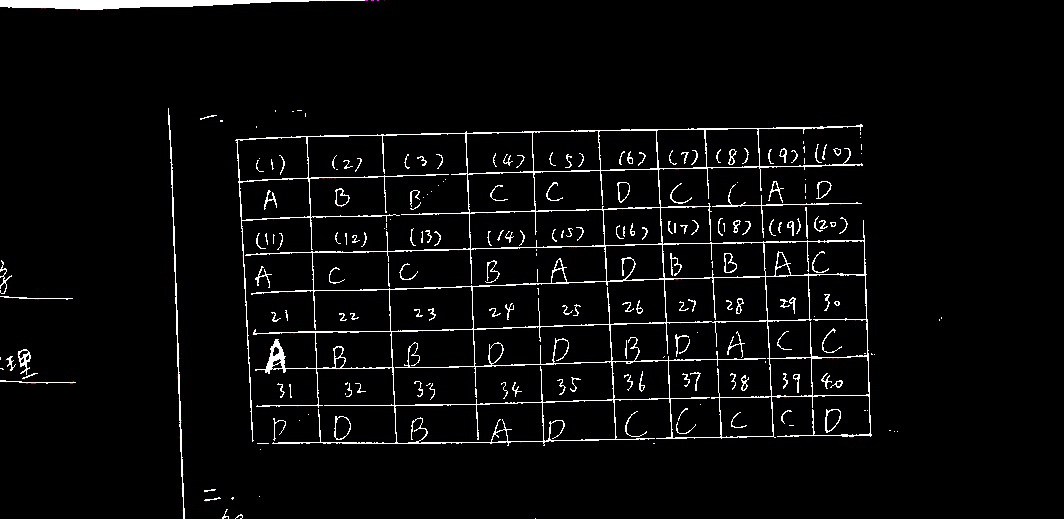 一.
(1) (2) (3) (4) (5) (6) (7) (8) (9) (10)
A B B C C D C C A D
(11) (12) (13) (14) (15) (16) (17) (18) (19) (20)
A C C B A D B B A C
21 22 23 24 25 26 27 28 29 30
A B B D D B D A C C
31 32 33 34 35 36 37 38 39 40
D D B A D C C C C D
理
二.